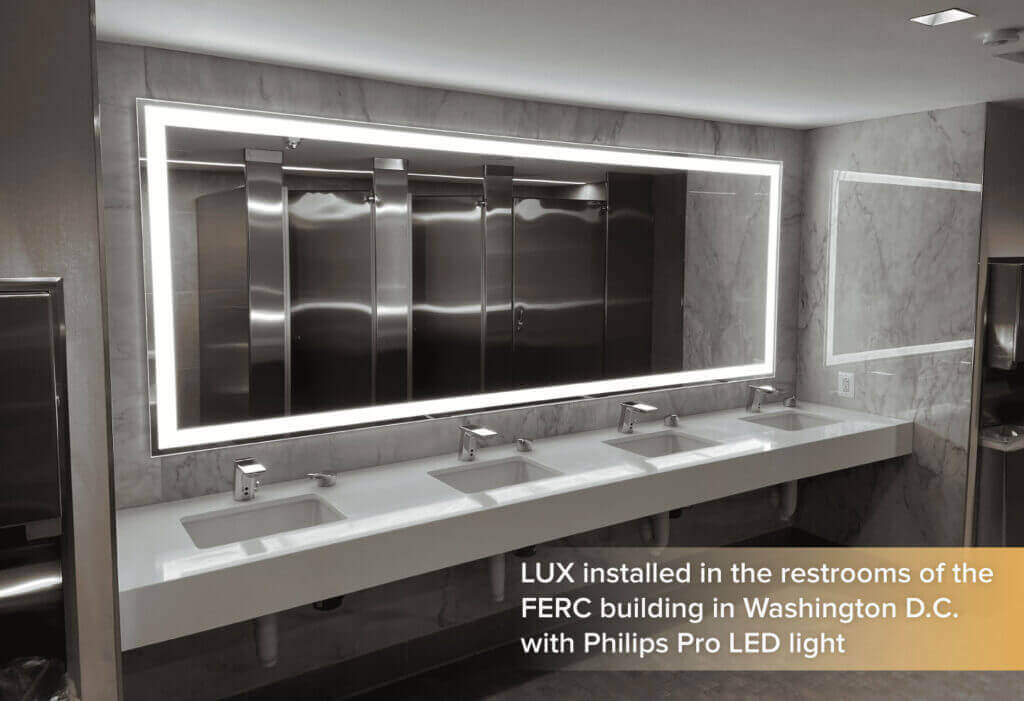 LUX installed in the restrooms of the
FERC building in Washington D.C.
with Philips Pro LED light